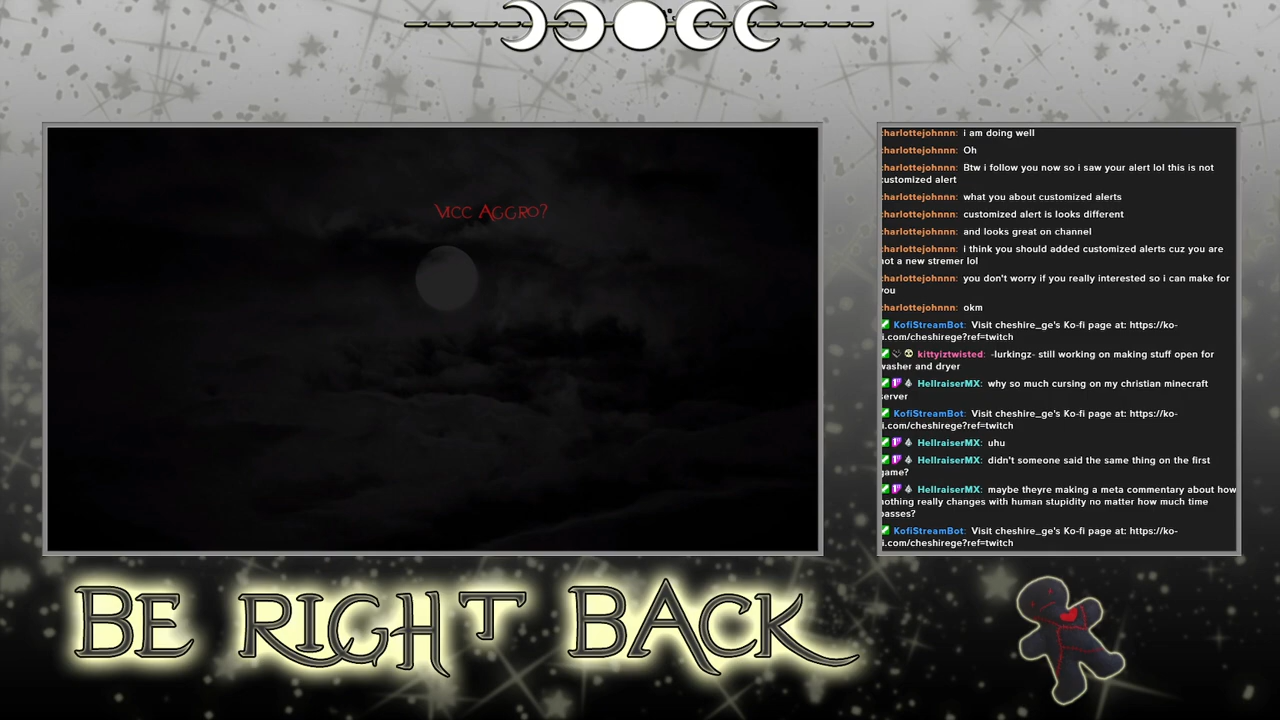 Vicc Aggro?
charlottejohnnn: i am doing well
charlottejohnnn: Oh
charlottejohnnn: Btw i follow you now so i saw your alert lol this is not
customized alert
charlottejohnnn: what you about customized alerts
charlottejohnnn: customized alert is looks different
charlottejohnnn: and looks great on channel
charlottejohnnn: i think you should added customized alerts cuz you are
not a new stremer lol
charlottejohnnn: you don't worry if you really interested so i can make for
you
charlottejohnnn: okm
KofiStreamBot: Visit cheshire_ge's Ko-fi page at: https://ko-
fi.com/cheshirege?ref=twitch
kittyiztwisted: -lurkingz- still working on making stuff open for
washer and dryer
HellraiserMX: why so much cursing on my christian minecraft
server
KofiStreamBot: Visit cheshire_ge's Ko-fi page at: https://ko-
fi.com/cheshirege?ref=twitch
HellraiserMX: uhu
HellraiserMX: didn't someone said the same thing on the first
game?
HellraiserMX: maybe theyre making a meta commentary about how
nothing really changes with human stupidity no matter how much time
passes?
KofiStreamBot: Visit cheshire_ge's Ko-fi page at: https://ko-
fi.com/cheshirege?ref=twitch
Be Right Back